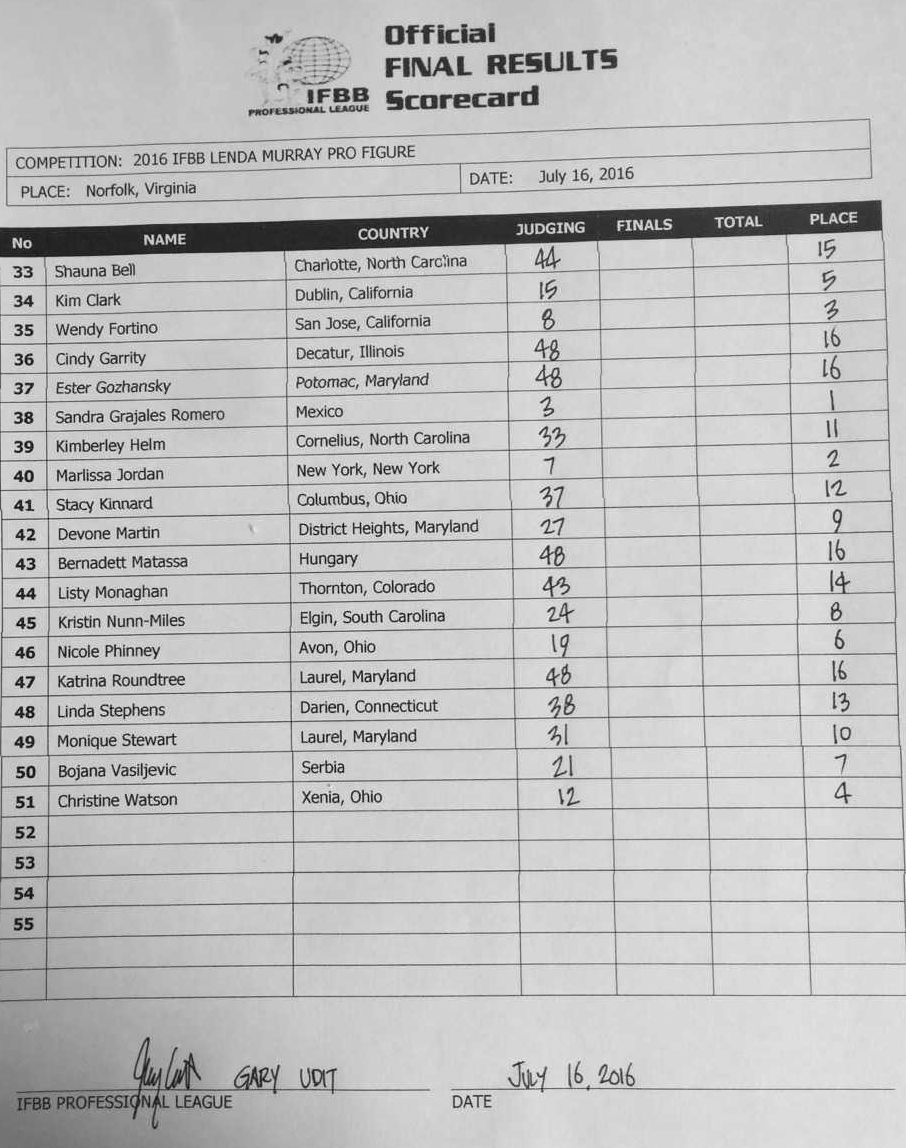 Official
FINAL RESULTS
Scorecard
IFBB
PROFESSIONAL LEAGUE
COMPETITION: 2016 IFBB LENDA MURRAY PRO FIGURE
PLACE: Norfolk, Virginia DATE: July 16, 2016
No NAME COUNTRY JUDGING FINALS TOTAL PLACE
33 Shauna Bell Charlotte, North Carolina 44 15
34 Kim Clark Dublin, California 15 5
35 Wendy Fortino San Jose, California 8 3
36 Cindy Garrity Decatur, Illinois 48 16
37 Ester Gozhansky Potomac, Maryland 48 16
38 Sandra Grajales Romero Mexico 3 1
39 Kimberley Helm Cornelius, North Carolina 33 11
40 Marlissa Jordan New York, New York 7 2
41 Stacy Kinnard Columbus, Ohio 37 12
42 Devone Martin District Heights, Maryland 27 9
43 Bernadett Matassa Hungary 48 16
44 Listy Monaghan Thornton, Colorado 43 14
45 Kristin Nunn-Miles Elgin, South Carolina 24 8
46 Nicole Phinney Avon, Ohio 19 6
47 Katrina Roundtree Laurel, Maryland 48 16
48 Linda Stephens Darien, Connecticut 38 13
49 Monique Stewart Laurel, Maryland 31 10
50 Bojana Vasiljevic Serbia 21 7
51 Christine Watson Xenia, Ohio 12 4
52
53
54
55
GARY UDIT JULY 16, 2016
IFBB PROFESSIONAL LEAGUE DATE